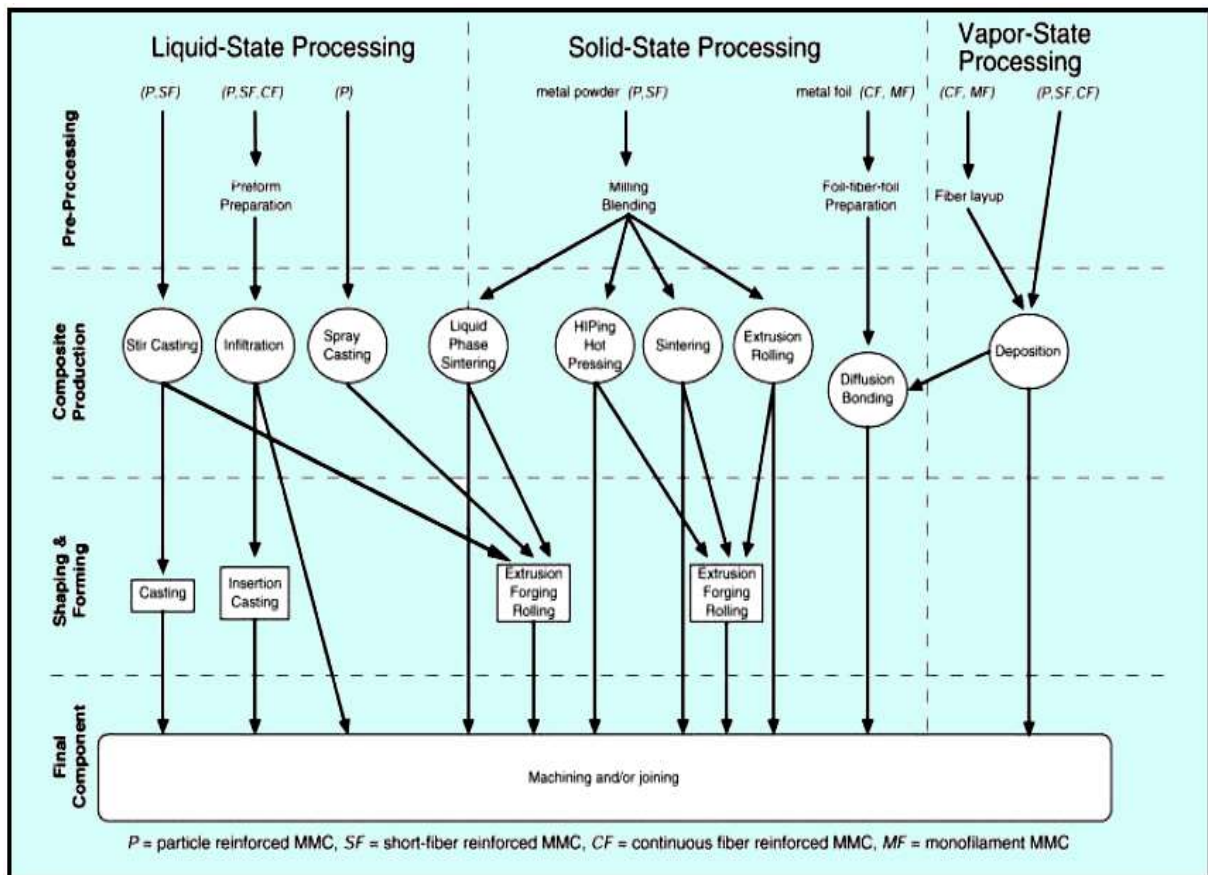 Liquid-State Processing
Solid-State Processing
Vapor-State
Processing
(P,SF)
(P,SF,CF)
(P)
metal powder (P,SF)
metal foil (CF, MF)
(CF, MF)
(P,SF,CF)
Pre-Processing
Preform
Preparation
Milling
Blending
Foil-fiber-foil
Preparation
Fiber layup
Composite
Production
Stir Casting
Infiltration
Spray
Casting
Liquid
Phase
Sintering
HIPing
Hot
Pressing
Sintering
Extrusion
Rolling
Diffusion
Bonding
Deposition
Shaping &
Forming
Casting
Insertion
Casting
Extrusion
Forging
Rolling
Extrusion
Forging
Rolling
Final
Component
Machining and/or joining
P = particle reinforced MMC, SF = short-fiber reinforced MMC, CF = continuous fiber reinforced MMC, MF = monofilament MMC